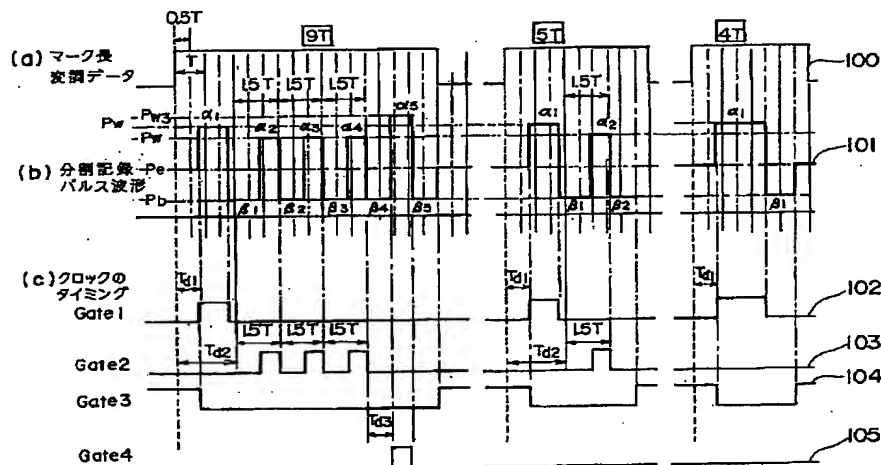 0.5T
9T
5T
4T
(a) マーク長
変調データ
T
1.5T 1.5T 1.5T
1.5T
100
Pw3
Pw
Pw
α1 α2 α3 α4 α5
α1 α2
α1
(b) 分割記録
パルス波形
Pe
101
Pb
β1 β2 β3 β4 β5
β1 β2
β1
(c) クロックの
タイミング
Td1
Td1
Td1
Gate1
102
Td2
1.5T 1.5T 1.5T
Td2
1.5T
Gate2
103
Gate3
104
Td3
Gate4
105